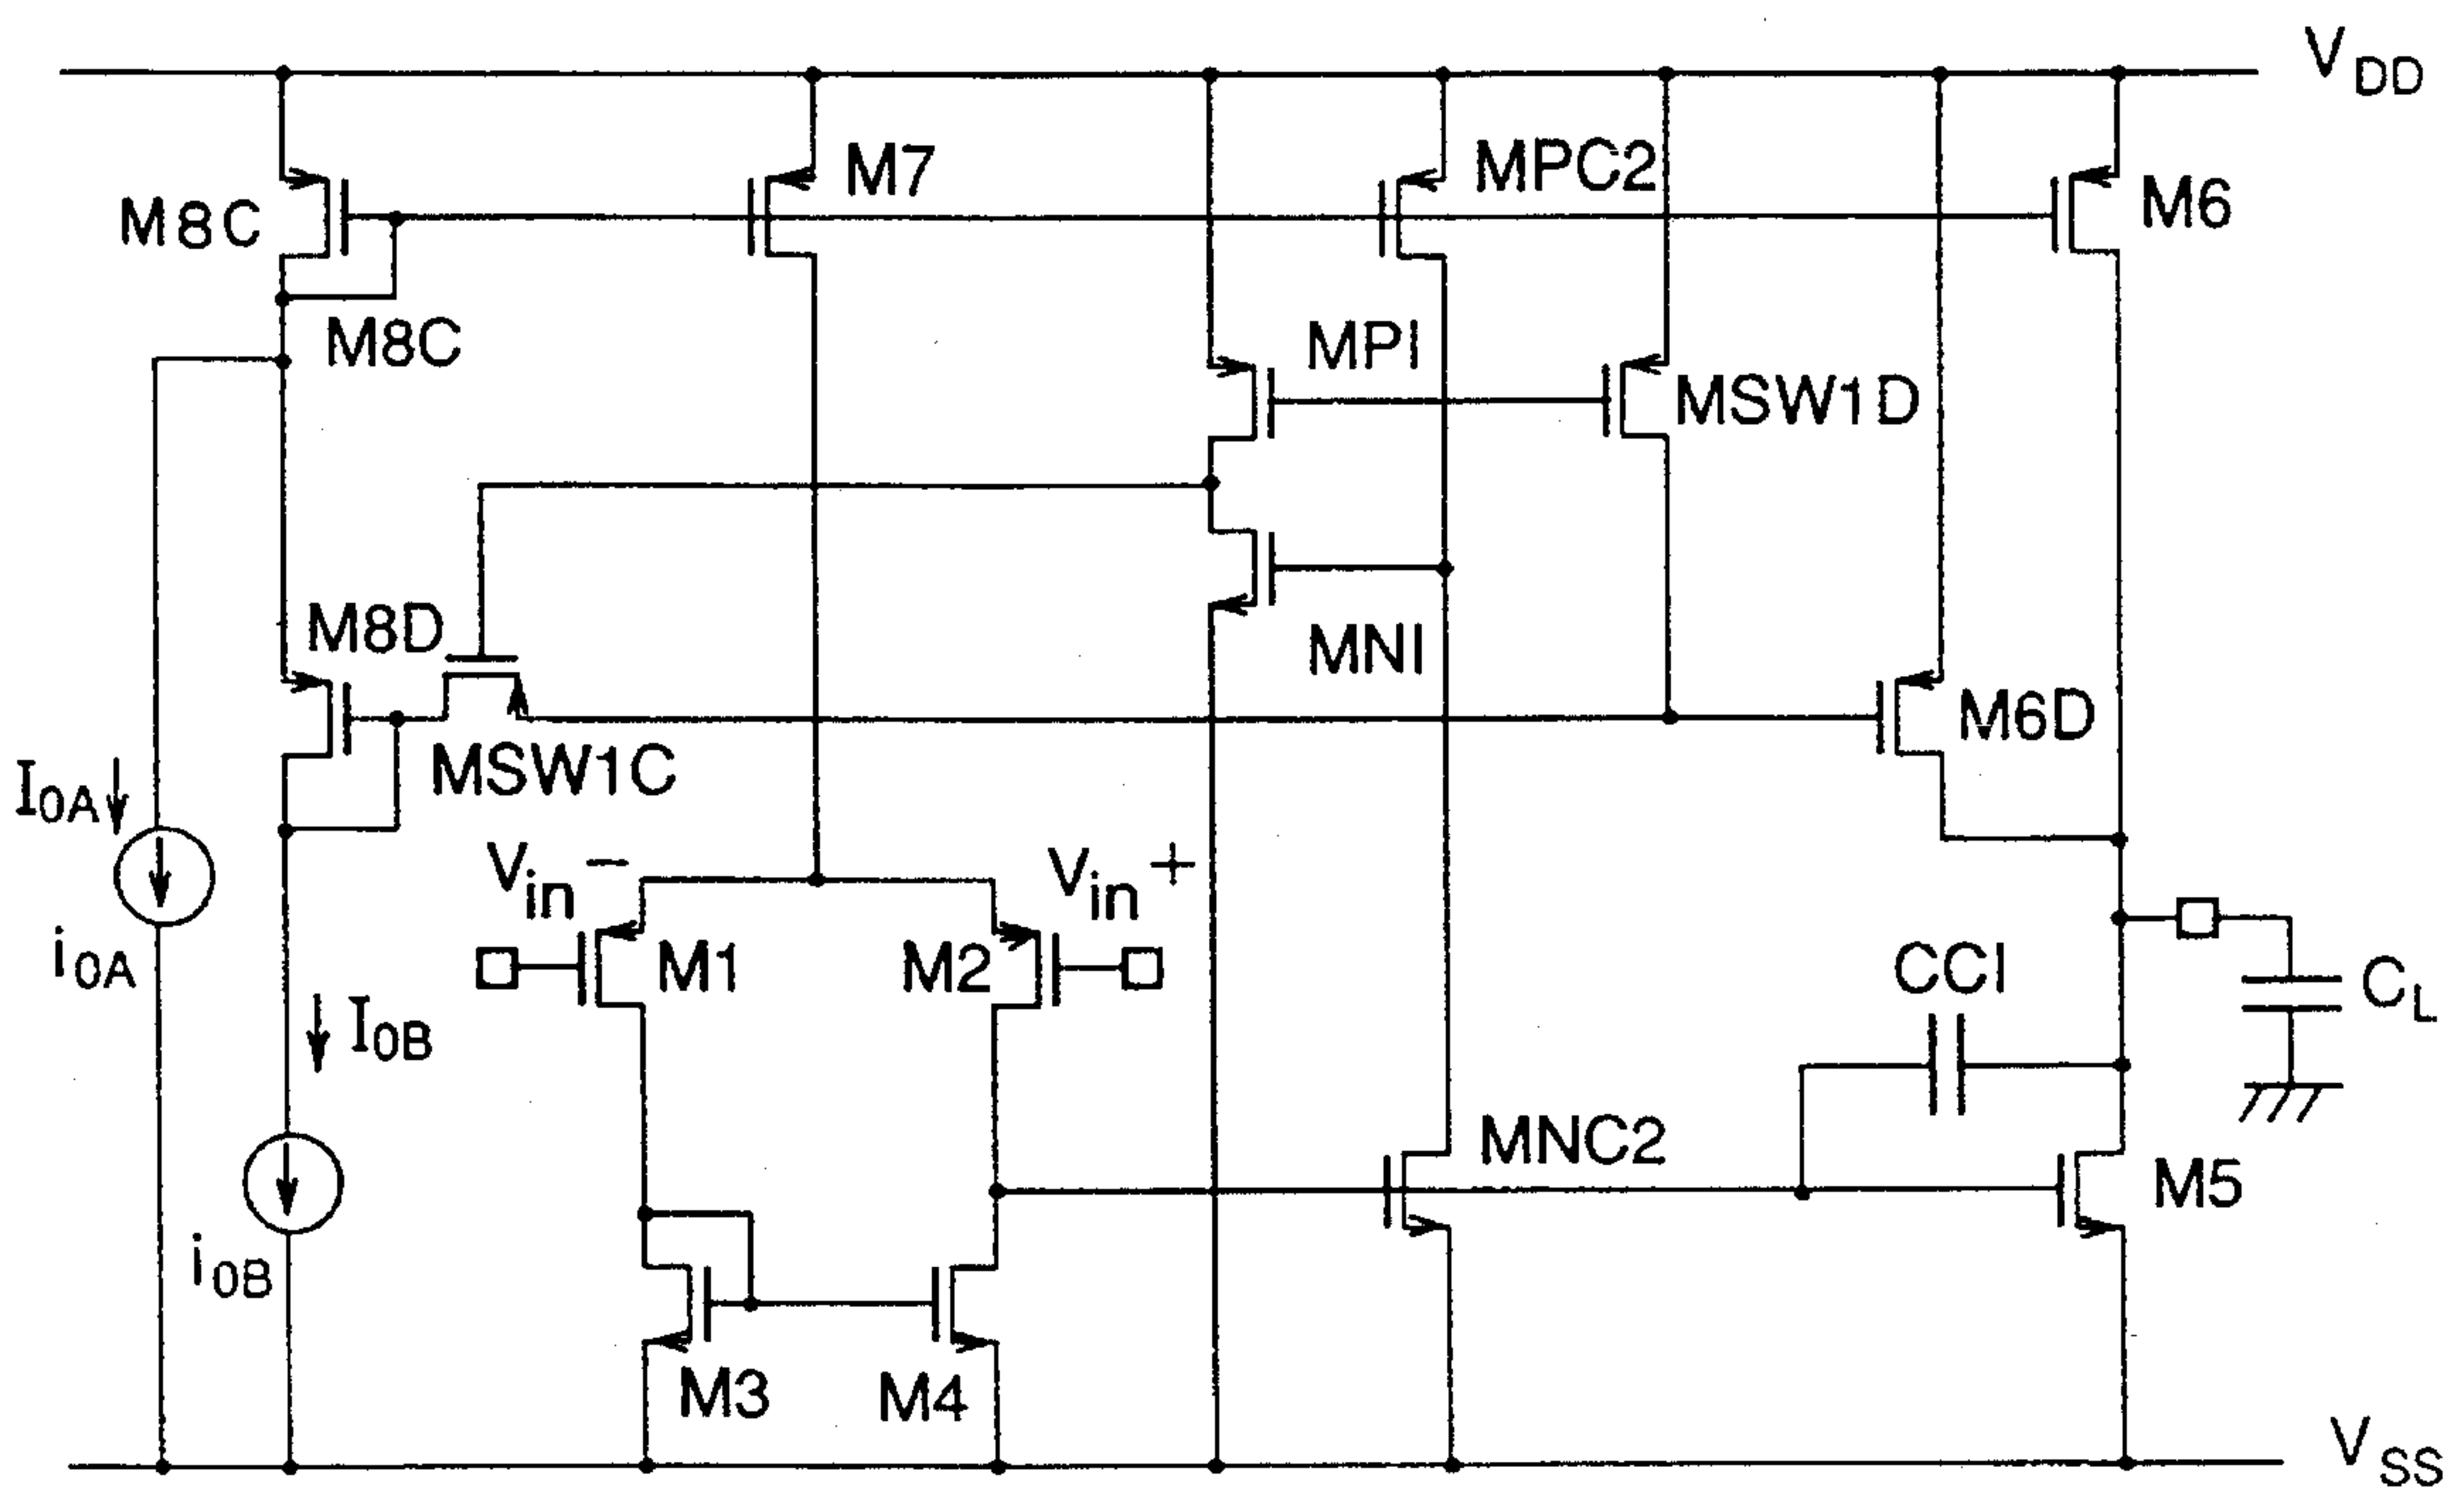 VDD
M7
MPC2
M6
M8C
M8C
MPI
MSW1D
M8D
MNI
M6D
MSW1C
I0A
Vin−
Vin+
i0A
M1
M2
CCI
CL
I0B
MNC2
M5
i0B
M3
M4
VSS